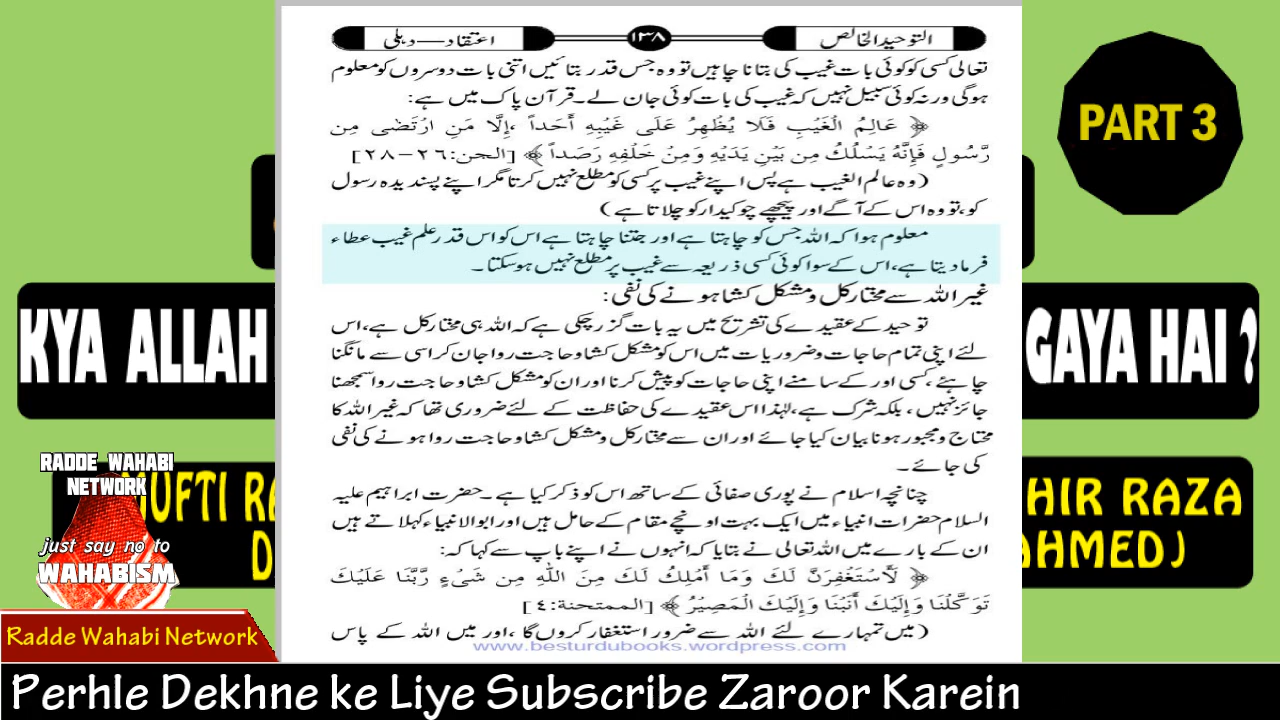 التوحید الخالص
۱۳۸
اعتقاد — دہلی
تعالی کسی کو کوئی بات غیب کی بتانا چاہیں تو وہ جس قدر بتائیں اتنی بات دوسروں کو معلوم
ہوگی ورنہ کوئی سبیل نہیں کہ غیب کی بات کوئی جان لے۔ قرآن پاک میں ہے:
﴿ عَالِمُ الْغَيْبِ فَلَا يُظْهِرُ عَلَى غَيْبِهِ أَحَداً ،إِلَّا مَنِ ارْتَضٰى مِن
رَّسُولٍ فَإِنَّهُ يَسْلُكُ مِن بَيْنِ يَدَيْهِ وَمِنْ خَلْفِهِ رَصَداً ﴾ [الجن:۲۶–۲۸]
(وہ عالم الغیب ہے پس اپنے غیب پر کسی کو مطلع نہیں کرتا مگر اپنے پسندیدہ رسول
کو، تو وہ اس کے آگے اور پیچھے چوکیدار کو چلاتا ہے)
معلوم ہوا کہ اللہ جس کو چاہتا ہے اور جتنا چاہتا ہے اس کو اس قدر علم غیب عطاء
فرمادیتا ہے، اس کے سوا کوئی کسی ذریعہ سے غیب پر مطلع نہیں ہوسکتا۔
غیر اللہ سے مختار کل و مشکل کشا ہونے کی نفی:
توحید کے عقیدے کی تشریح میں یہ بات گزر چکی ہے کہ اللہ ہی مختار کل ہے، اس
لئے اپنی تمام حاجات و ضروریات میں اس کو مشکل کشا و حاجت روا جان کر اسی سے مانگنا
چاہئے، کسی اور کے سامنے اپنی حاجات کو پیش کرنا اور ان کو مشکل کشا و حاجت روا سمجھنا
جائز نہیں، بلکہ شرک ہے، لہٰذا اس عقیدے کی حفاظت کے لئے ضروری تھا کہ غیر اللہ کا
محتاج و مجبور ہونا بیان کیا جائے اور ان سے مختار کل و مشکل کشا و حاجت روا ہونے کی نفی
کی جائے۔
چنانچہ اسلام نے پوری صفائی کے ساتھ اس کو ذکر کیا ہے۔ حضرت ابراہیم علیہ
السلام حضرات انبیاء میں ایک بہت اونچے مقام کے حامل ہیں اور ابوالانبیاء کہلاتے ہیں
ان کے بارے میں اللہ تعالی نے بتایا کہ انہوں نے اپنے باپ سے کہا کہ:
﴿ لَأَسْتَغْفِرَنَّ لَكَ وَمَا أَمْلِكُ لَكَ مِنَ اللّٰهِ مِن شَيْءٍ رَّبَّنَا عَلَيْكَ
تَوَكَّلْنَا وَإِلَيْكَ أَنَبْنَا وَإِلَيْكَ الْمَصِيْرُ ﴾ [الممتحنة:٤]
(میں تمہارے لئے اللہ سے ضرور استغفار کروں گا، اور میں اللہ کے پاس
www.besturdubooks.wordpress.com
PART 3
KYA ALLAH
GAYA HAI ?
MUFTI RA
HIR RAZA
AHMED)
RADDE WAHABI
NETWORK
just say no to
WAHABISM
Radde Wahabi Network
Perhle Dekhne ke Liye Subscribe Zaroor Karein